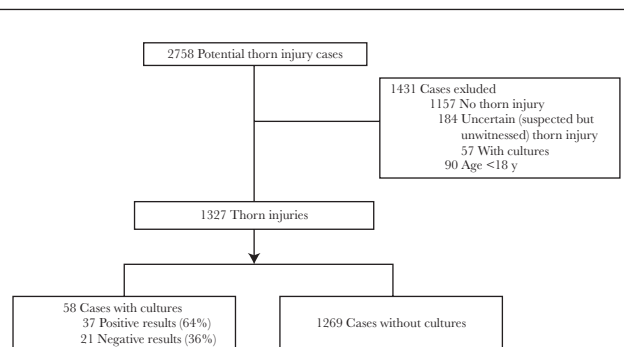 2758 Potential thorn injury cases
1431 Cases exluded
1157 No thorn injury
184 Uncertain (suspected but
unwitnessed) thorn injury
57 With cultures
90 Age <18 y
1327 Thorn injuries
58 Cases with cultures
37 Positive results (64%)
21 Negative results (36%)
1269 Cases without cultures